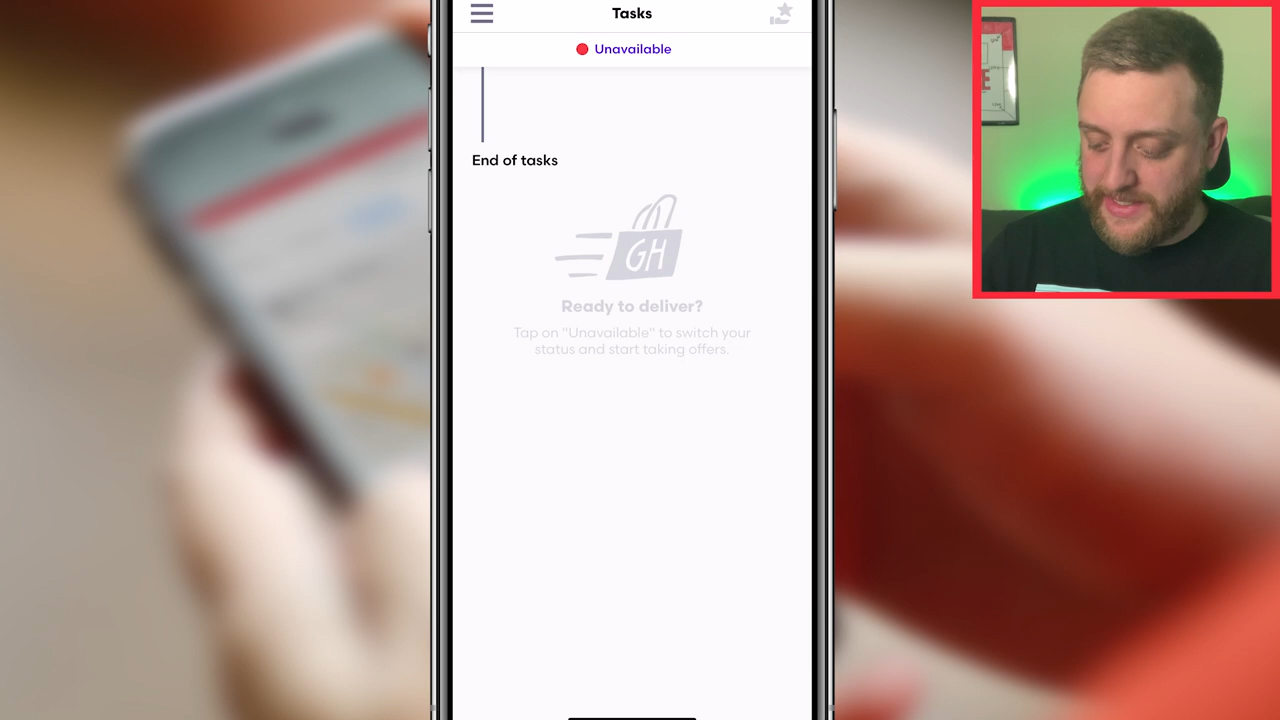 Tasks
Unavailable
End of tasks
GH
Ready to deliver?
Tap on "Unavailable" to switch your
status and start taking offers.